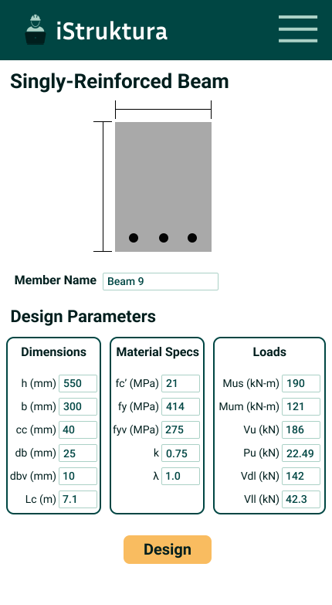 iStruktura
Singly-Reinforced Beam
Member Name Beam 9
Design Parameters
Dimensions
h (mm) 550
b (mm) 300
cc (mm) 40
db (mm) 25
dbv (mm) 10
Lc (m) 7.1
Material Specs
fc’ (MPa) 21
fy (MPa) 414
fyv (MPa) 275
k 0.75
λ 1.0
Loads
Mus (kN-m) 190
Mum (kN-m) 121
Vu (kN) 186
Pu (kN) 22.49
Vdl (kN) 142
Vll (kN) 42.3
Design